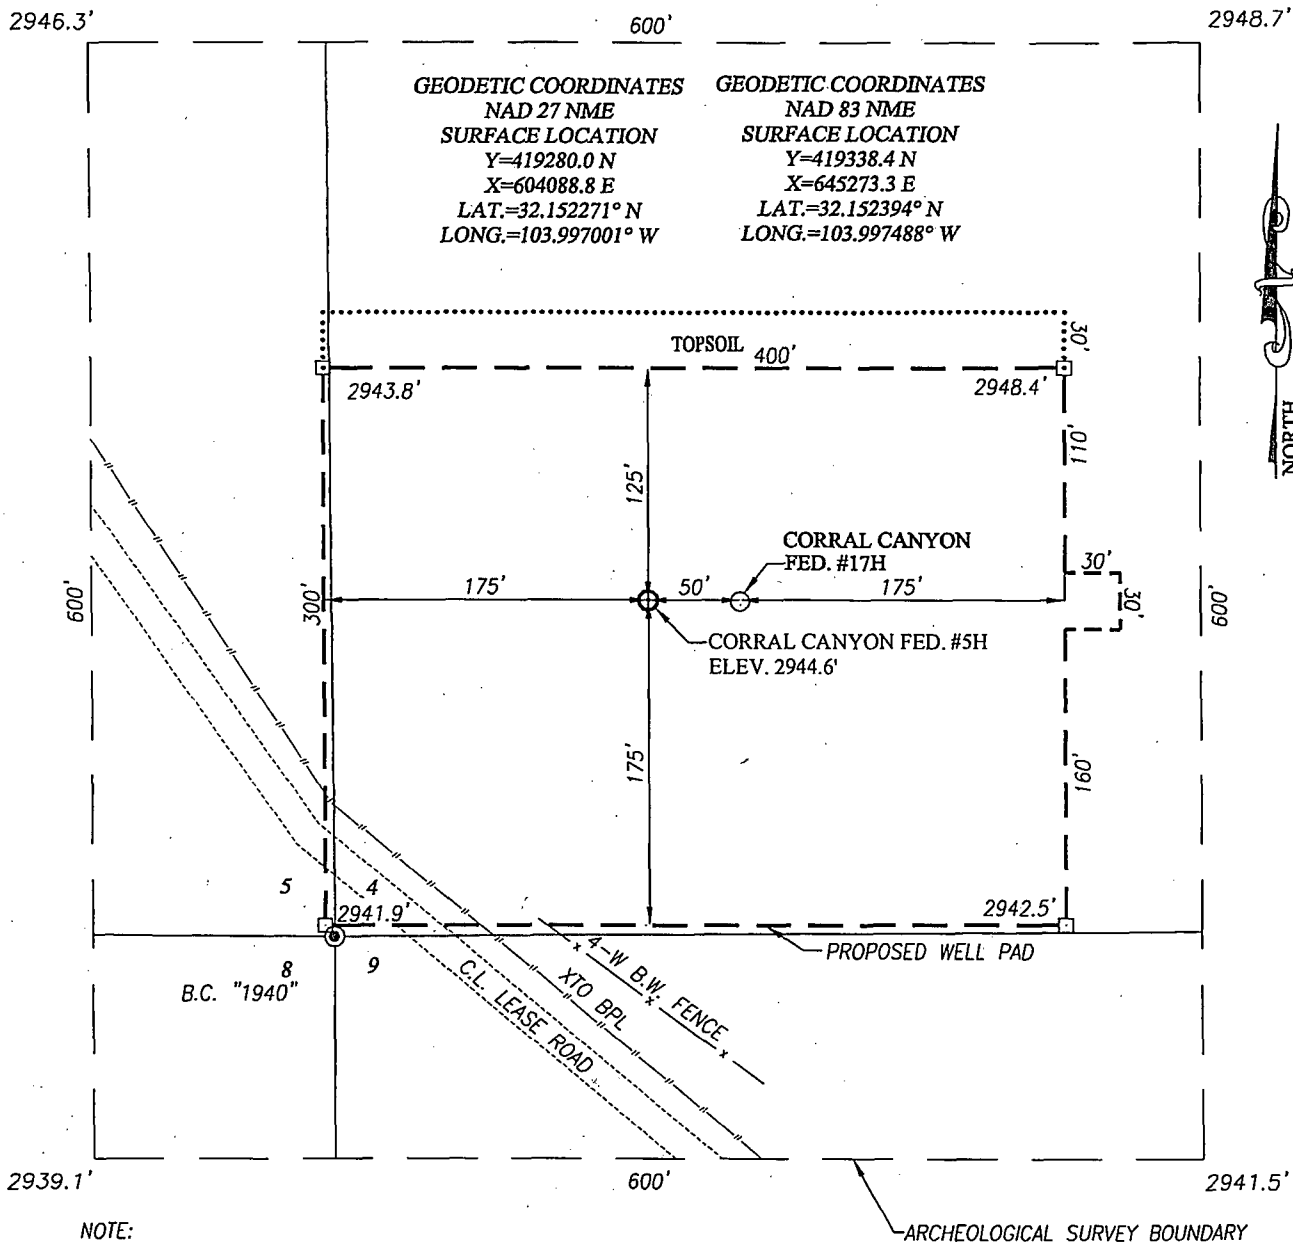 2946.3'
600'
2948.7'
GEODETIC COORDINATES
NAD 27 NME
SURFACE LOCATION
Y=419280.0 N
X=604088.8 E
LAT.=32.152271° N
LONG.=103.997001° W
GEODETIC COORDINATES
NAD 83 NME
SURFACE LOCATION
Y=419338.4 N
X=645273.3 E
LAT.=32.152394° N
LONG.=103.997488° W
NORTH
TOPSOIL
400'
30'
2943.8'
2948.4'
110'
125'
CORRAL CANYON
FED. #17H
30'
175'
50'
175'
30'
600'
300'
600'
CORRAL CANYON FED. #5H
ELEV. 2944.6'
175'
160'
5
4
2941.9'
2942.5'
PROPOSED WELL PAD
8
9
B.C. "1940"
4-W B.W. FENCE
XTO BPL
C.L. LEASE ROAD
2939.1'
600'
2941.5'
NOTE:
ARCHEOLOGICAL SURVEY BOUNDARY